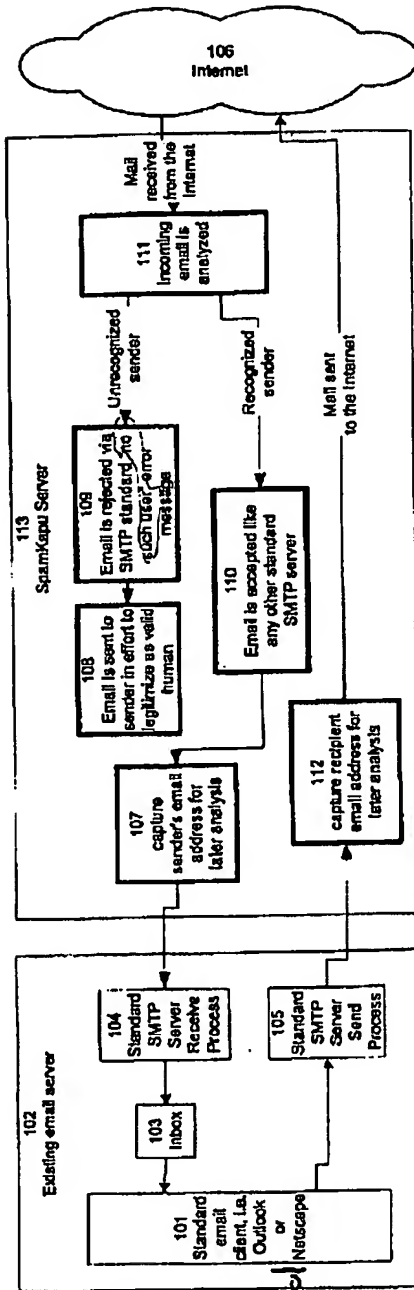 106
Internet
113
SpamKapu Server
Mail
received
from the
Internet
111
Incoming
email is
analyzed
Unrecognized
sender
Recognized
sender
109
Email is rejected via
SMTP standard, no
such user, error
message
108
Email is sent to
sender in effort to
legitimize as valid
human
110
Email is accepted like
any other standard
SMTP server
107
capture
sender's email
address for
later analysis
112
capture recipient
email address for
later analysis
Mail sent
to the Internet
102
Existing email server
104
Standard
SMTP
Server
Receive
Process
103
Inbox
105
Standard
SMTP
Server
Send
Process
101
Standard
email
client, i.e.
Outlook
or
Netscape